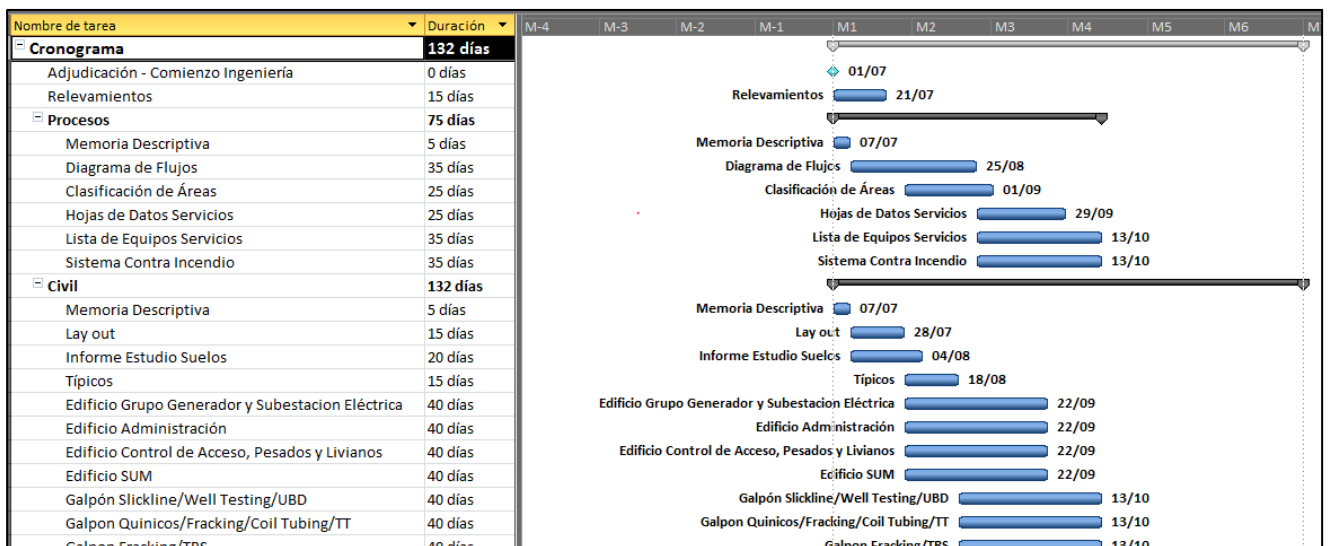 Nombre de tarea Duración M-4 M-3 M-2 M-1 M1 M2 M3 M4 M5 M6
Cronograma 132 días
Adjudicación - Comienzo Ingeniería 0 días 01/07
Relevamientos 15 días Relevamientos 21/07
Procesos 75 días
Memoria Descriptiva 5 días Memoria Descriptiva 07/07
Diagrama de Flujos 35 días Diagrama de Flujos 25/08
Clasificación de Áreas 25 días Clasificación de Áreas 01/09
Hojas de Datos Servicios 25 días Hojas de Datos Servicios 29/09
Lista de Equipos Servicios 35 días Lista de Equipos Servicios 13/10
Sistema Contra Incendio 35 días Sistema Contra Incendio 13/10
Civil 132 días
Memoria Descriptiva 5 días Memoria Descriptiva 07/07
Lay out 15 días Lay out 28/07
Informe Estudio Suelos 20 días Informe Estudio Suelos 04/08
Típicos 15 días Típicos 18/08
Edificio Grupo Generador y Subestacion Eléctrica 40 días Edificio Grupo Generador y Subestacion Eléctrica 22/09
Edificio Administración 40 días Edificio Administración 22/09
Edificio Control de Acceso, Pesados y Livianos 40 días Edificio Control de Acceso, Pesados y Livianos 22/09
Edificio SUM 40 días Edificio SUM 22/09
Galpón Slickline/Well Testing/UBD 40 días Galpón Slickline/Well Testing/UBD 13/10
Galpon Quinicos/Fracking/Coil Tubing/TT 40 días Galpon Quinicos/Fracking/Coil Tubing/TT 13/10
Galpon Fracking/TRS 40 días Galpon Fracking/TRS 13/10